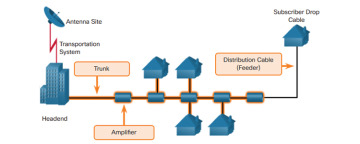 Antenna Site
Subscriber Drop
Cable
Transportation
System
Trunk
Distribution Cable
(Feeder)
Headend
Amplifier